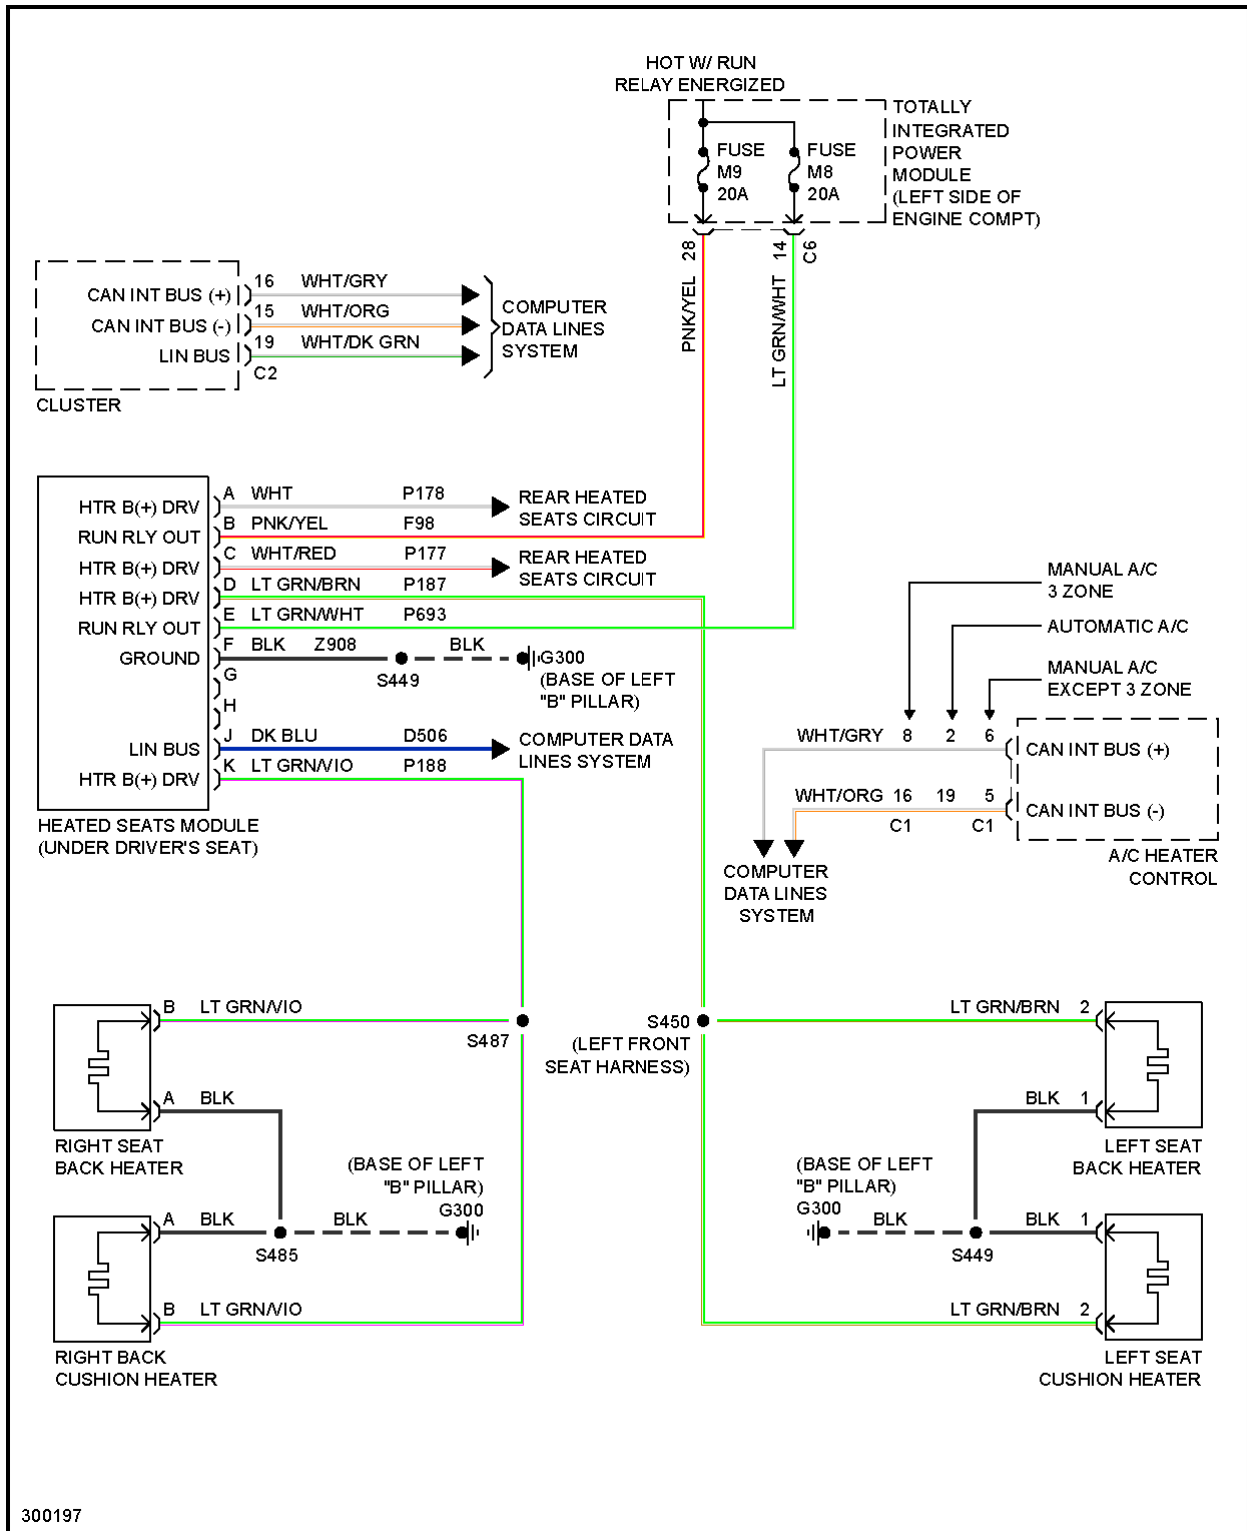 HOT W/ RUN
RELAY ENERGIZED
TOTALLY
INTEGRATED
POWER
MODULE
(LEFT SIDE OF
ENGINE COMPT)
FUSE
M9
20A
FUSE
M8
20A
28
14
C6
PNK/YEL
LT GRN/WHT
CAN INT BUS (+)
16
WHT/GRY
CAN INT BUS (-)
15
WHT/ORG
LIN BUS
19
WHT/DK GRN
C2
COMPUTER
DATA LINES
SYSTEM
CLUSTER
HTR B(+) DRV
A
WHT
P178
REAR HEATED
SEATS CIRCUIT
RUN RLY OUT
B
PNK/YEL
F98
HTR B(+) DRV
C
WHT/RED
P177
REAR HEATED
SEATS CIRCUIT
HTR B(+) DRV
D
LT GRN/BRN
P187
RUN RLY OUT
E
LT GRN/WHT
P693
GROUND
F
BLK
Z908
S449
BLK
G300
(BASE OF LEFT
"B" PILLAR)
G
H
LIN BUS
J
DK BLU
D506
COMPUTER DATA
LINES SYSTEM
HTR B(+) DRV
K
LT GRN/VIO
P188
HEATED SEATS MODULE
(UNDER DRIVER'S SEAT)
MANUAL A/C
3 ZONE
AUTOMATIC A/C
MANUAL A/C
EXCEPT 3 ZONE
WHT/GRY
8
2
6
CAN INT BUS (+)
WHT/ORG
16
19
5
CAN INT BUS (-)
C1
C1
A/C HEATER
CONTROL
COMPUTER
DATA LINES
SYSTEM
B
LT GRN/VIO
S487
A
BLK
RIGHT SEAT
BACK HEATER
(BASE OF LEFT
"B" PILLAR)
G300
A
BLK
BLK
S485
B
LT GRN/VIO
RIGHT BACK
CUSHION HEATER
S450
(LEFT FRONT
SEAT HARNESS)
LT GRN/BRN
2
BLK
1
LEFT SEAT
BACK HEATER
(BASE OF LEFT
"B" PILLAR)
G300
BLK
BLK
1
S449
LT GRN/BRN
2
LEFT SEAT
CUSHION HEATER
300197